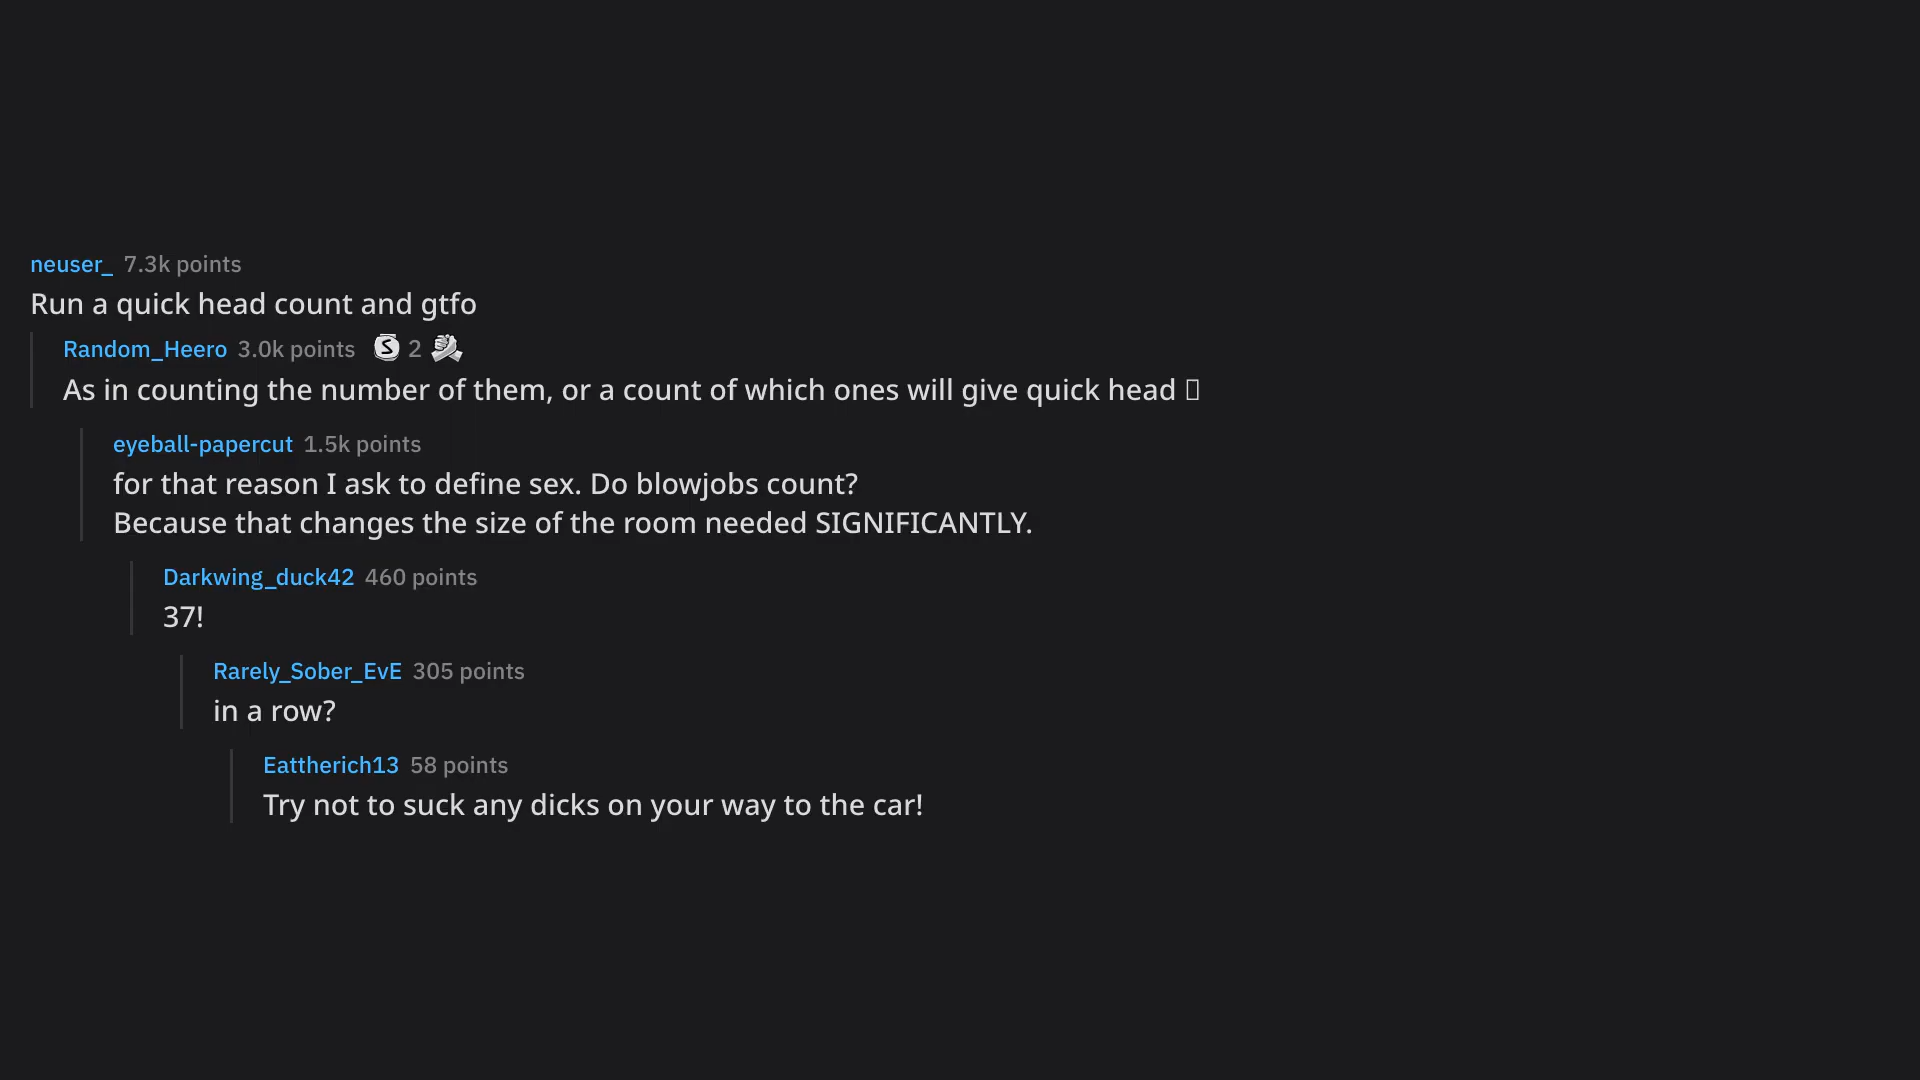 neuser_ 7.3k points
Run a quick head count and gtfo
Random_Heero 3.0k points S 2
As in counting the number of them, or a count of which ones will give quick head
eyeball-papercut 1.5k points
for that reason I ask to define sex. Do blowjobs count?
Because that changes the size of the room needed SIGNIFICANTLY.
Darkwing_duck42 460 points
37!
Rarely_Sober_EvE 305 points
in a row?
Eattherich13 58 points
Try not to suck any dicks on your way to the car!